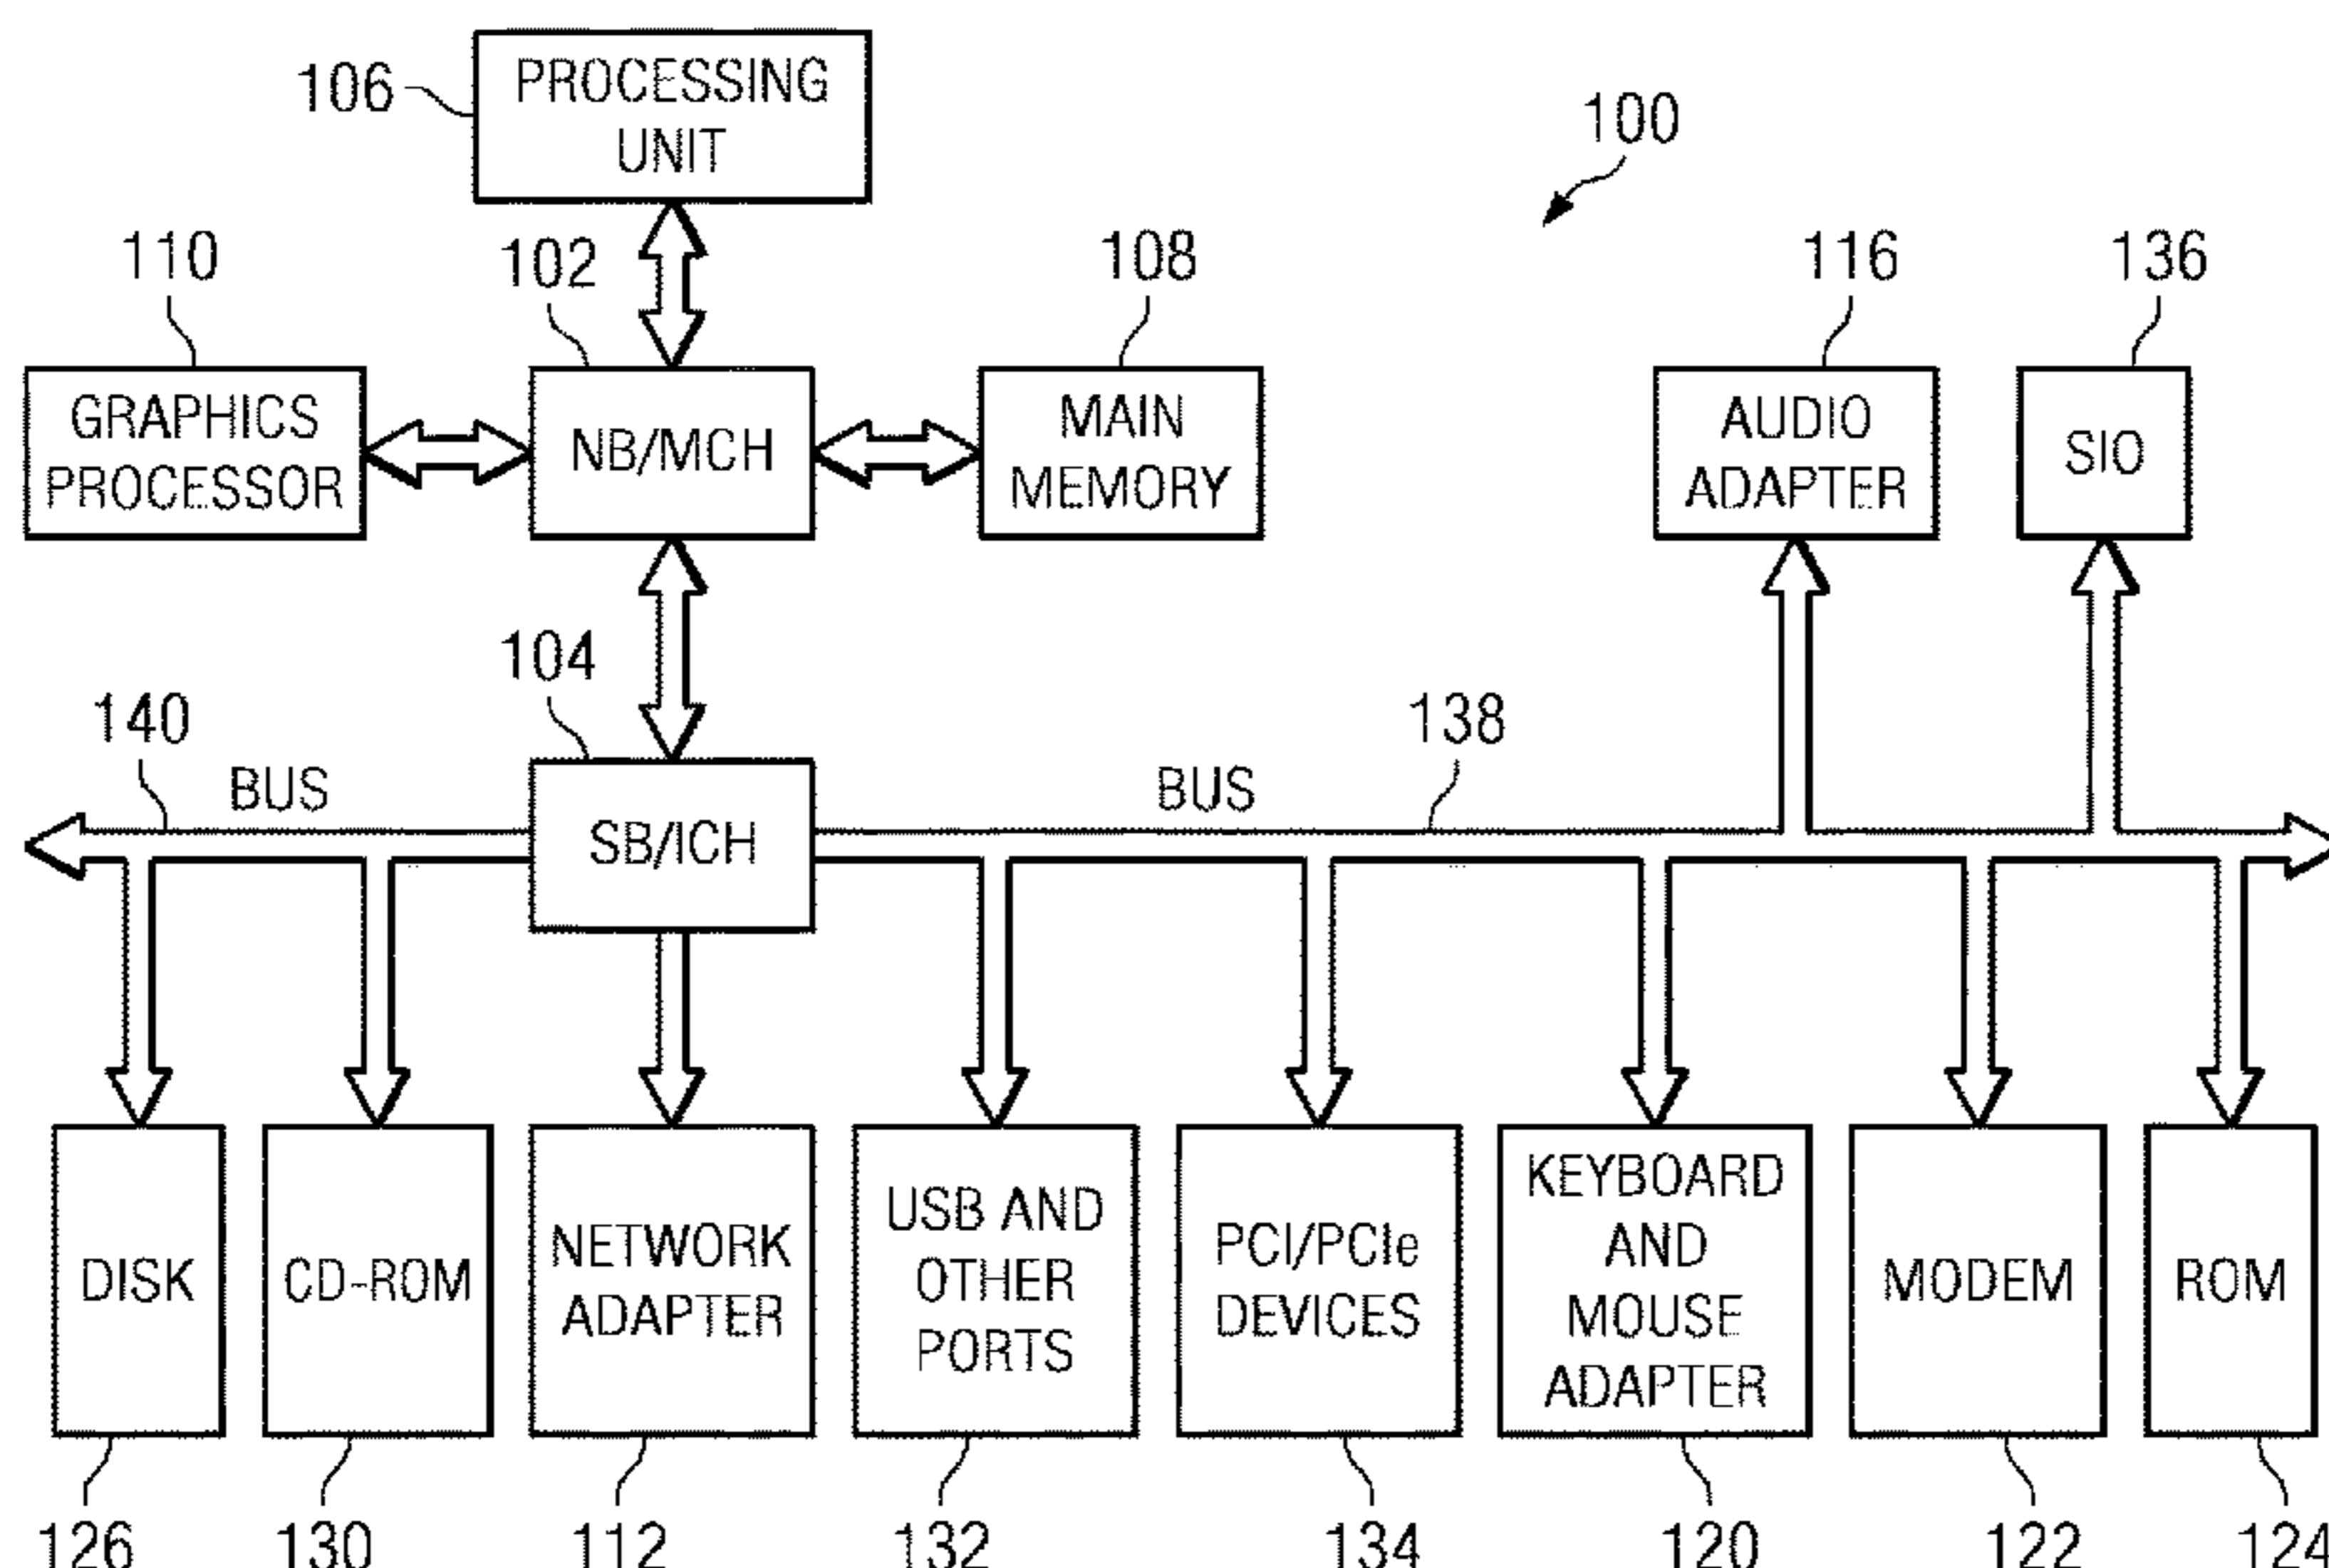 106
PROCESSING
UNIT
100
110
102
108
116
136
GRAPHICS
PROCESSOR
NB/MCH
MAIN
MEMORY
AUDIO
ADAPTER
SIO
104
140
BUS
SB/ICH
BUS
138
DISK
CD-ROM
NETWORK
ADAPTER
USB AND
OTHER
PORTS
PCI/PCIe
DEVICES
KEYBOARD
AND
MOUSE
ADAPTER
MODEM
ROM
126
130
112
132
134
120
122
124